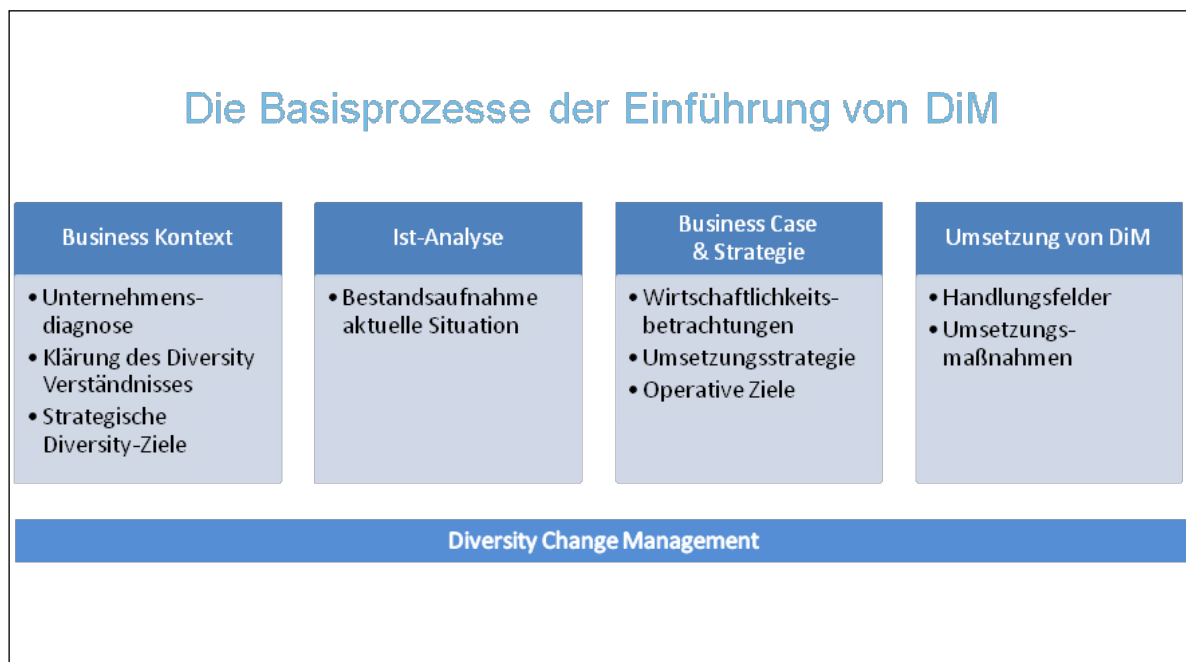 Die Basisprozesse der Einführung von DiM
Business Kontext
• Unternehmens-
diagnose
• Klärung des Diversity
Verständnisses
• Strategische
Diversity-Ziele
Ist-Analyse
• Bestandsaufnahme
aktuelle Situation
Business Case
& Strategie
• Wirtschaftlichkeits-
betrachtungen
• Umsetzungsstrategie
• Operative Ziele
Umsetzung von DiM
• Handlungsfelder
• Umsetzungs-
maßnahmen
Diversity Change Management